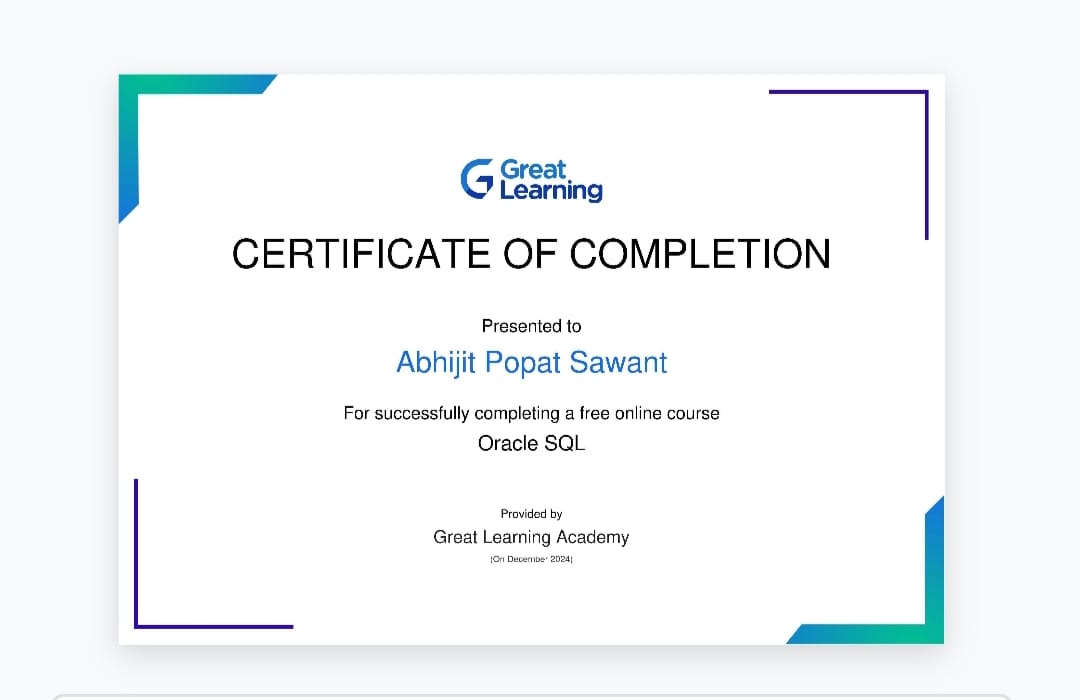 Great
Learning
CERTIFICATE OF COMPLETION
Presented to
Abhijit Popat Sawant
For successfully completing a free online course
Oracle SQL
Provided by
Great Learning Academy
(On December 2024)